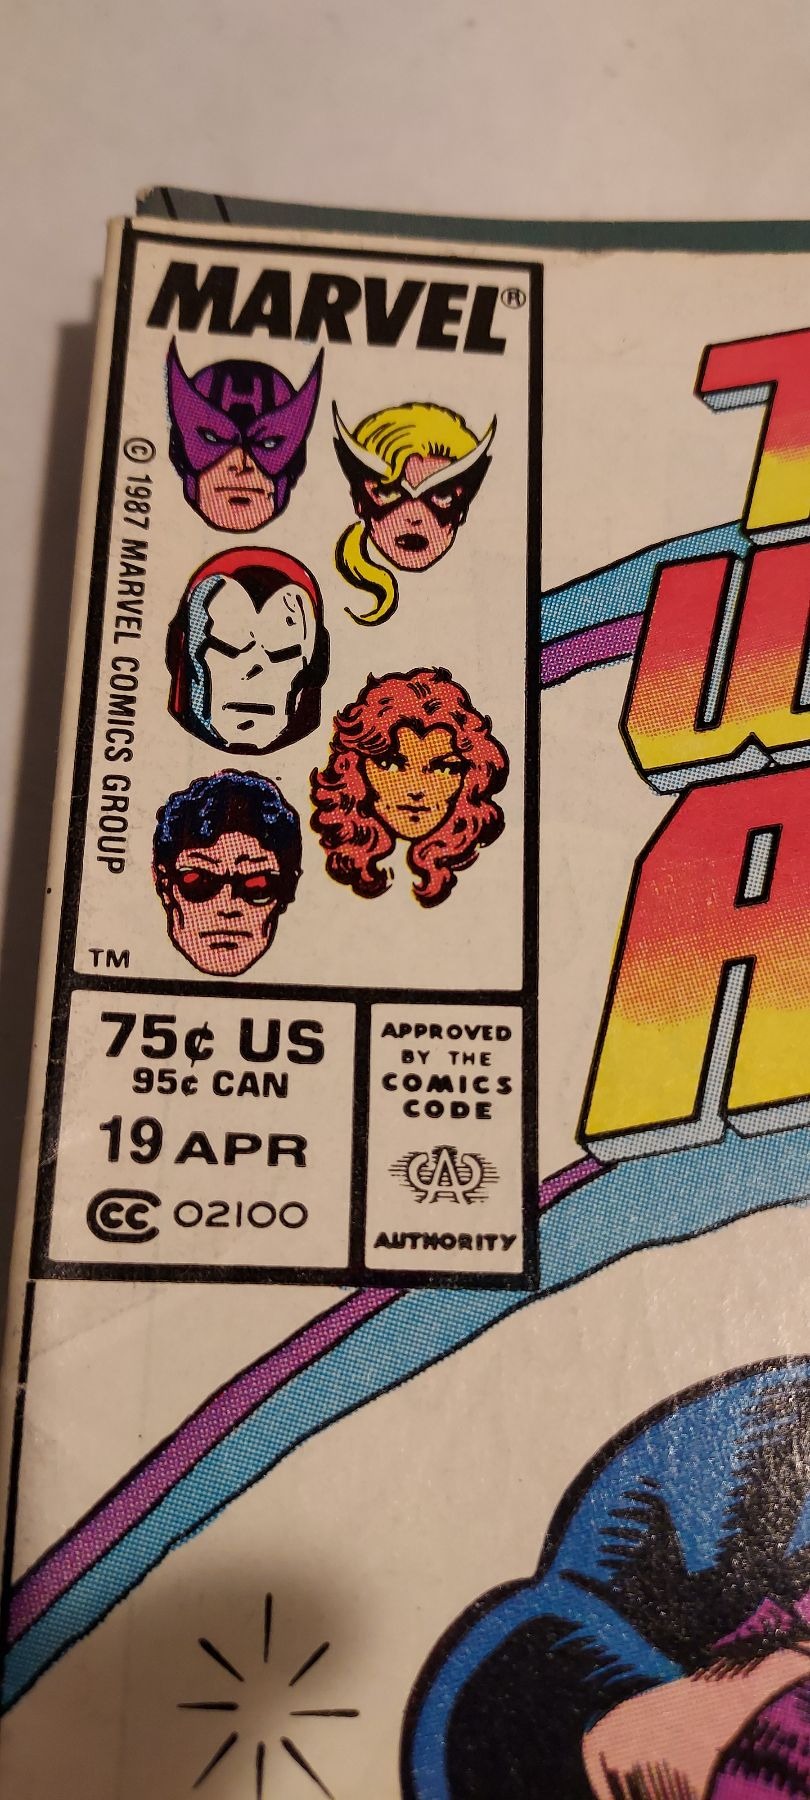 MARVEL®
H
© 1987 MARVEL COMICS GROUP
TM
75¢ US
95¢ CAN
19 APR
CC 02100
APPROVED
BY THE
COMICS
CODE
CA
AUTHORITY
T
W
A